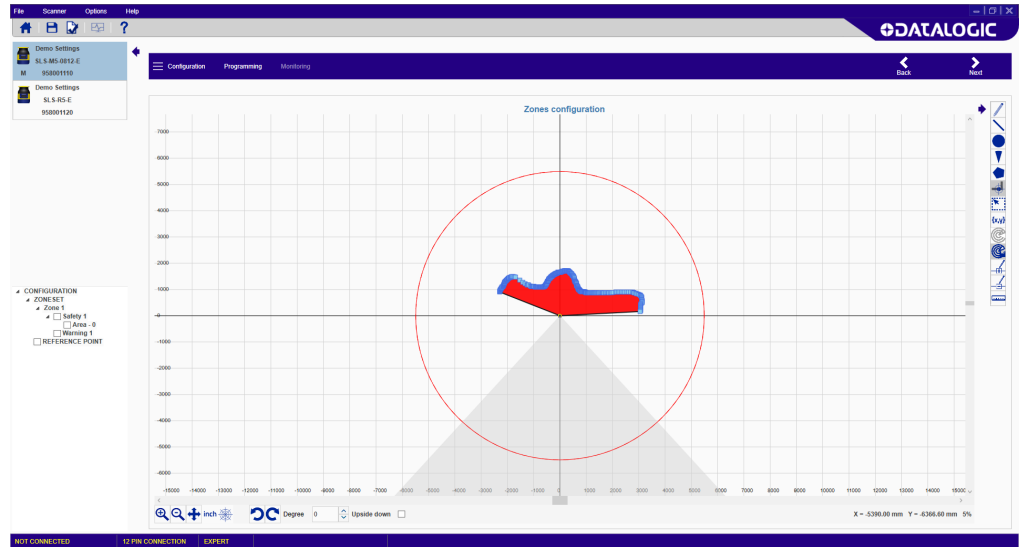 File Scanner Options Help
DATALOGIC
Demo Settings
SLS-M5-0812-E
M 958001110
Demo Settings
SLS-R5-E
958001120
Configuration Programming Monitoring Back Next
Zones configuration
7000
6000
5000
4000
3000
2000
1000
0
-1000
-2000
-3000
-4000
-5000
-6000
-15000 -14000 -13000 -12000 -11000 -10000 -9000 -8000 -7000 -6000 -5000 -4000 -3000 -2000 -1000 0 1000 2000 3000 4000 5000 6000 7000 8000 9000 10000 11000 12000 13000 14000 1500
{x,y}
CONFIGURATION
ZONESET
Zone 1
Safety 1
Area - 0
Warning 1
REFERENCE POINT
inch Degree 0 Upside down
X = -5390.00 mm Y = -6366.60 mm 5%
NOT CONNECTED 12 PIN CONNECTION EXPERT